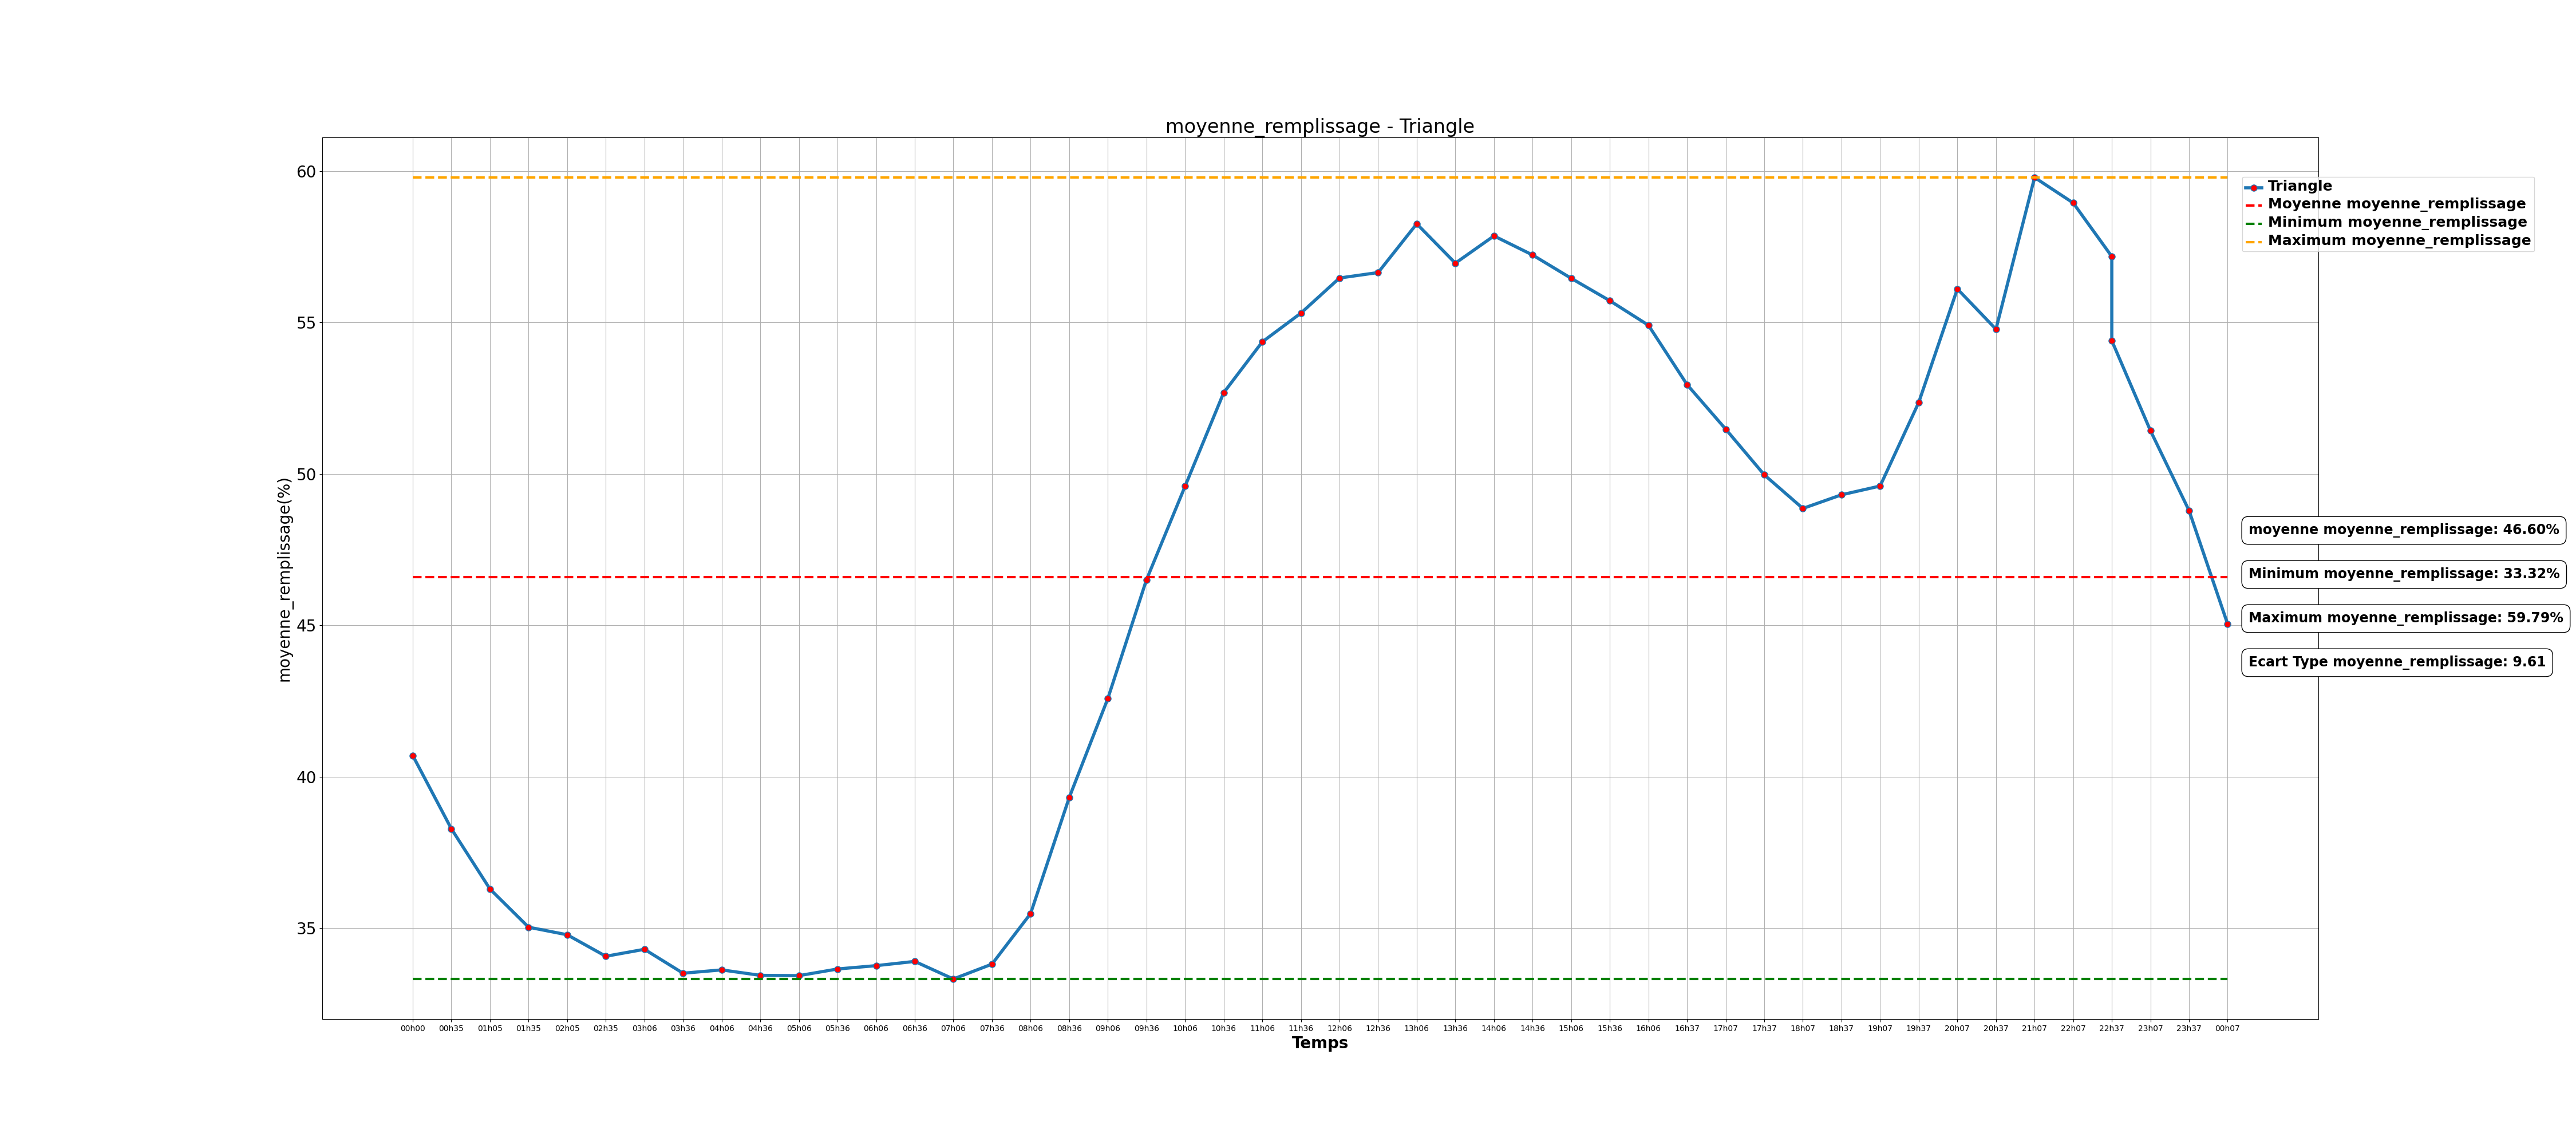 moyenne_remplissage - Triangle
60
55
50
45
40
35
moyenne_remplissage(%)
Triangle
Moyenne moyenne_remplissage
Minimum moyenne_remplissage
Maximum moyenne_remplissage
moyenne moyenne_remplissage: 46.60%
Minimum moyenne_remplissage: 33.32%
Maximum moyenne_remplissage: 59.79%
Ecart Type moyenne_remplissage: 9.61
00h00 00h35 01h05 01h35 02h05 02h35 03h06 03h36 04h06 04h36 05h06 05h36 06h06 06h36 07h06 07h36 08h06 08h36 09h06 09h36 10h06 10h36 11h06 11h36 12h06 12h36 13h06 13h36 14h06 14h36 15h06 15h36 16h06 16h37 17h07 17h37 18h07 18h37 19h07 19h37 20h07 20h37 21h07 22h07 22h37 23h07 23h37 00h07
Temps